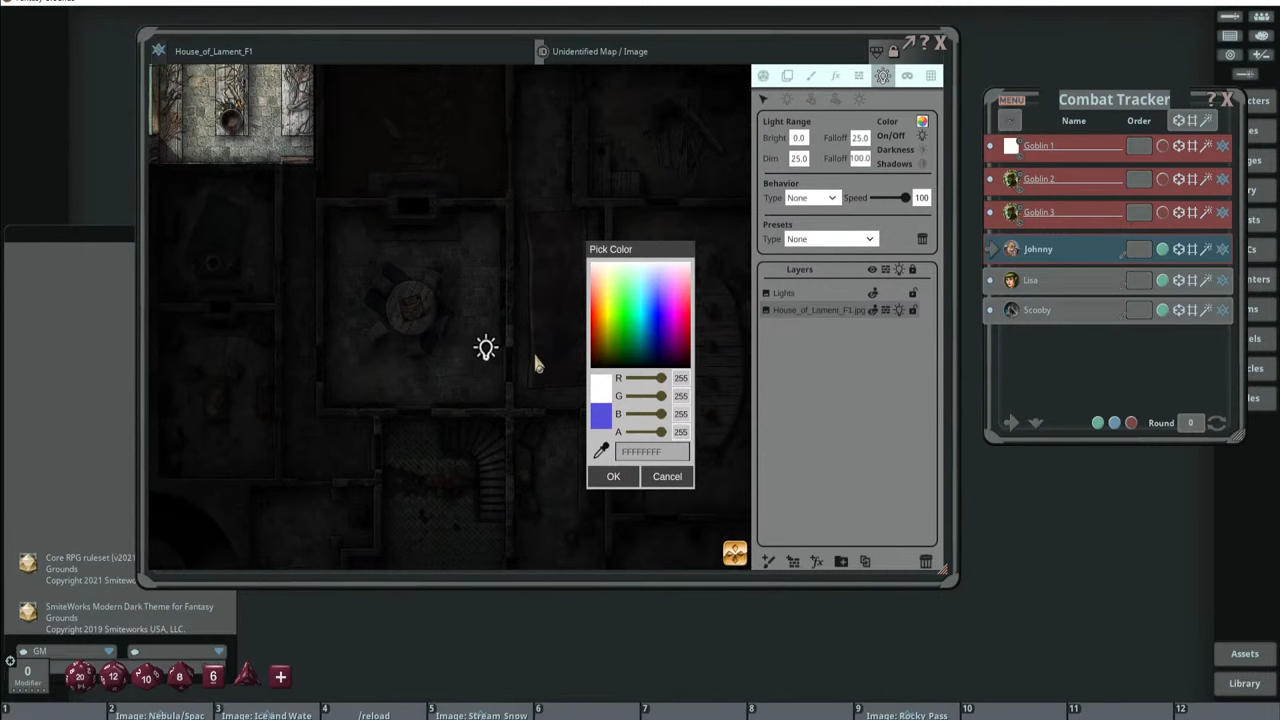 House_of_Lament_F1
Unidentified Map / Image
? X
Light Range
Color
Bright 0.0 Falloff 25.0
On/Off
Dim 25.0 Falloff 100.0
Darkness
Shadows
Behavior
Type None Speed 100
Presets
Type None
Layers
Lights
House_of_Lament_F1.jpg
Pick Color
R 255
G 255
B 255
A 255
FFFFFFFF
OK Cancel
MENU Combat Tracker ? X
Name Order
Goblin 1
Goblin 2
Goblin 3
Johnny
Lisa
Scooby
Round 0
Core RPG ruleset (v2021
Grounds
Copyright 2021 Smiteworks
SmiteWorks Modern Dark Theme for Fantasy
Grounds
Copyright 2019 Smiteworks USA, LLC.
GM
0
Modifier
20 12 10 8 6 +
Assets
Library
1 2 3 4 5 6 7 8 9 10 11 12
Image: Nebula/Spac Image: Ice and Wate /reload Image: Stream Snow Image: Rocky Pass